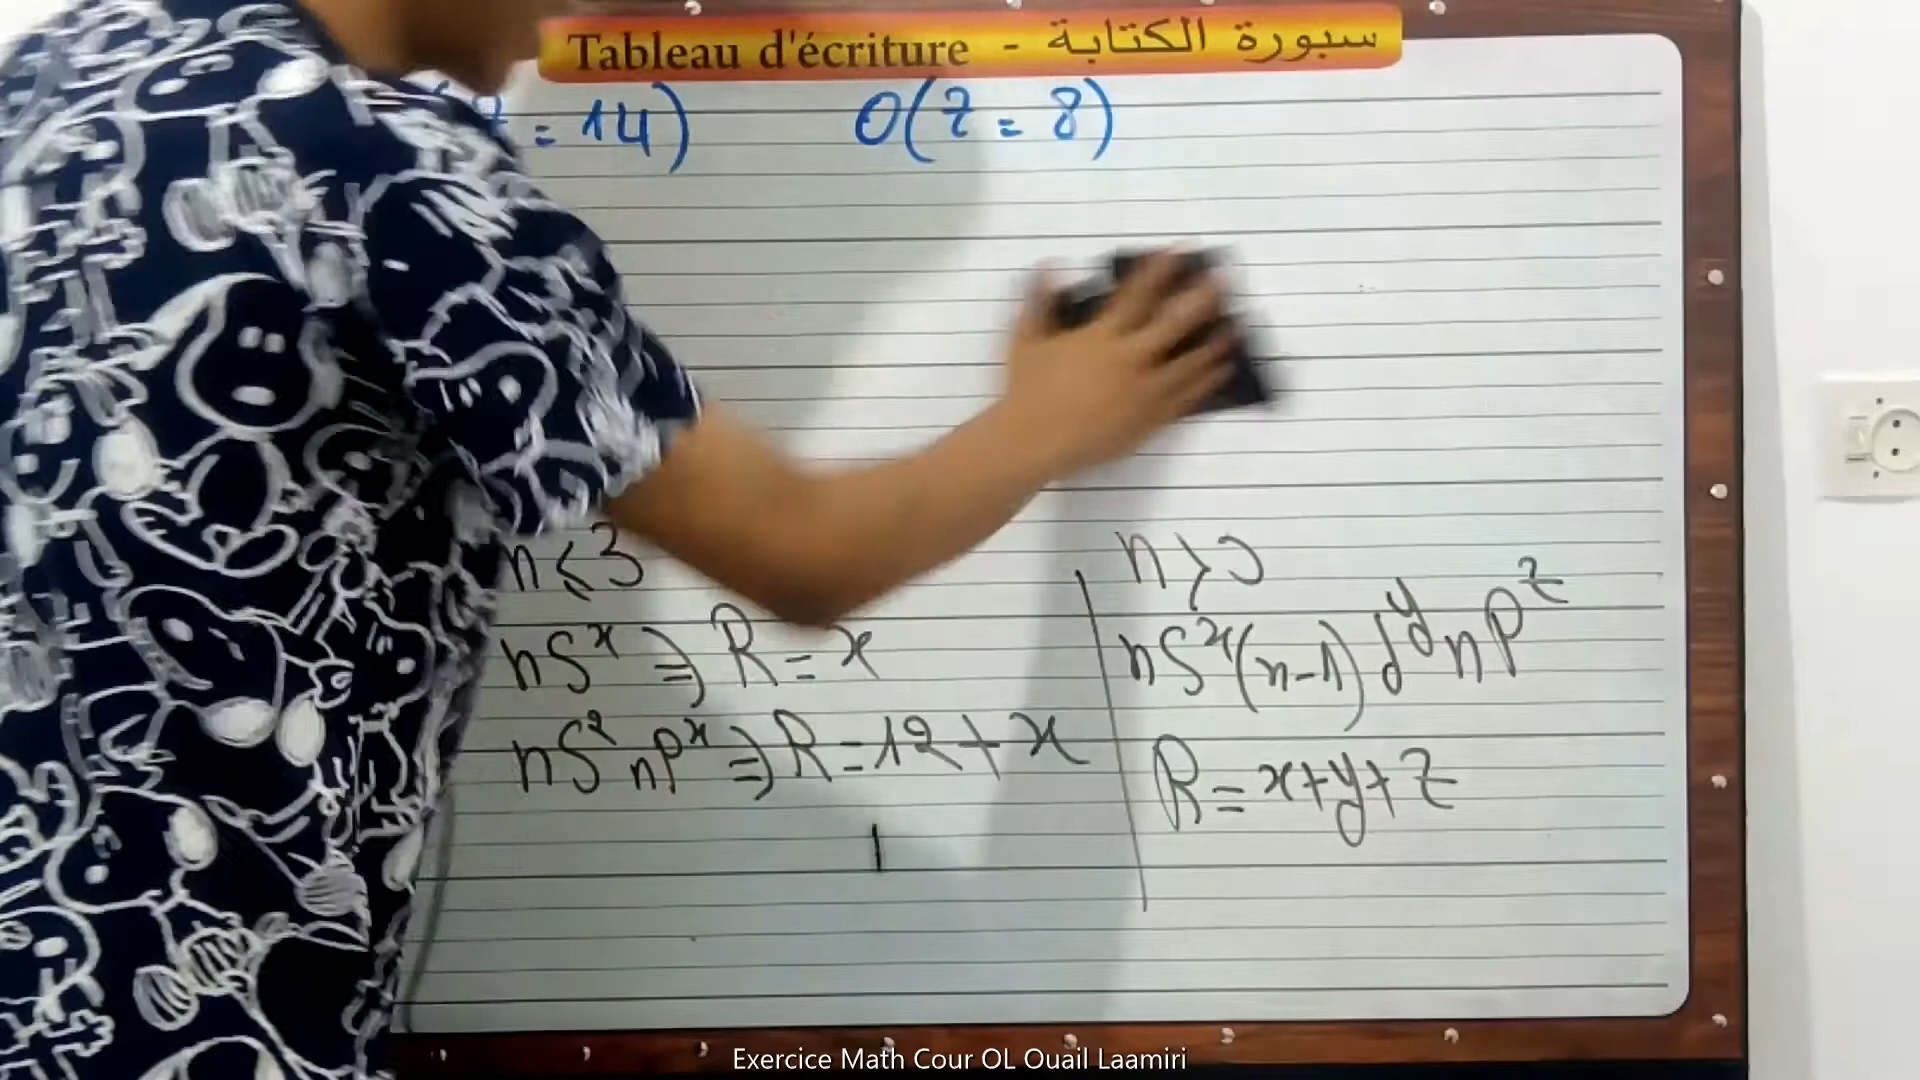 Tableau d'écriture - سبورة الكتابة
= 14) O(Z = 8)
n ≤ 3
nS^x ⇒ R = x
nS^2 nP^x ⇒ R = 12 + x
n >
nS^x (n-1) d^y nP^z
R = x + y + z
Exercice Math Cour OL Ouail Laamiri